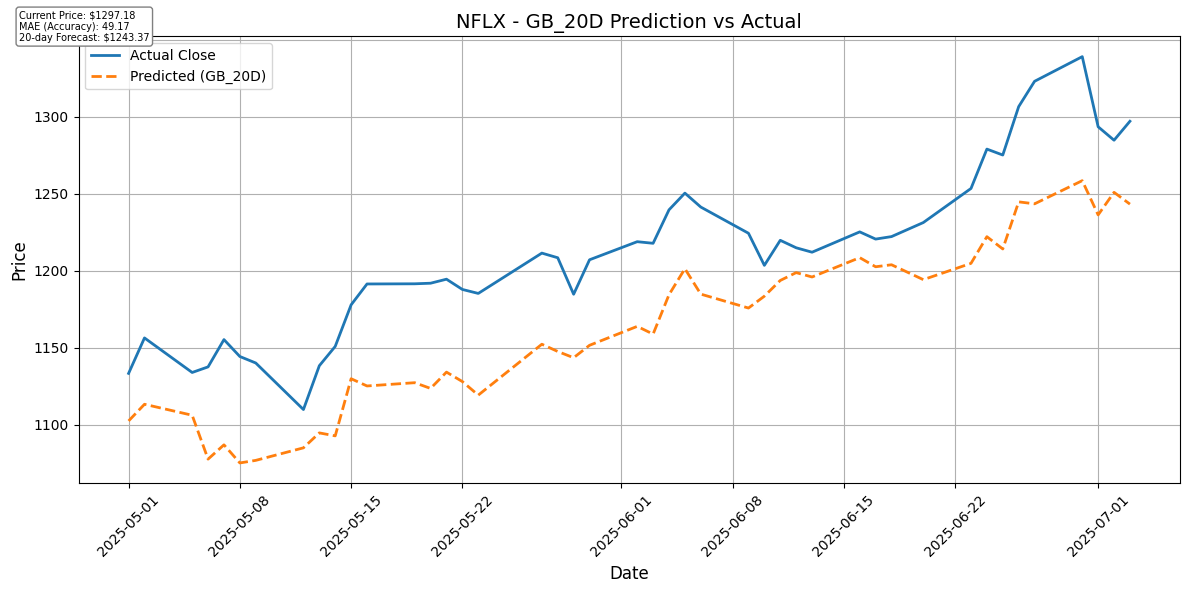 NFLX - GB_20D Prediction vs Actual
Current Price: $1297.18
MAE (Accuracy): 49.17
20-day Forecast: $1243.37
Actual Close
Predicted (GB_20D)
Price
1300
1250
1200
1150
1100
2025-05-01
2025-05-08
2025-05-15
2025-05-22
2025-06-01
2025-06-08
2025-06-15
2025-06-22
2025-07-01
Date